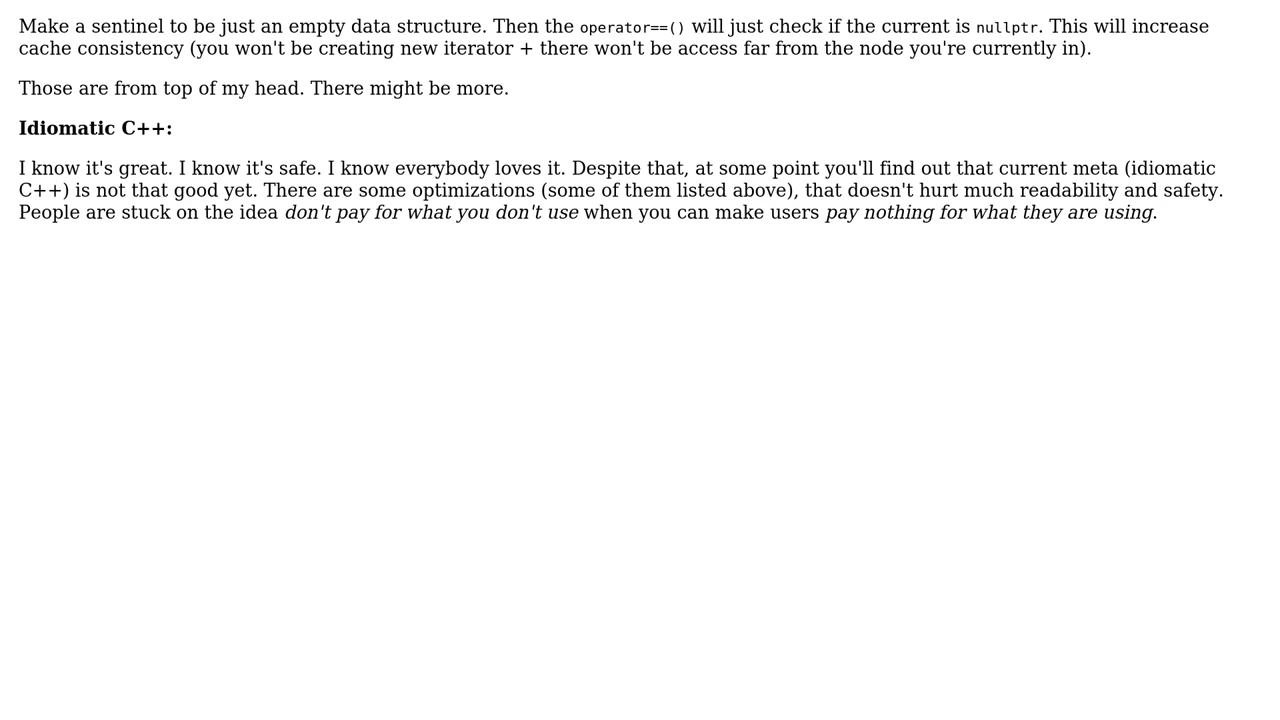 Make a sentinel to be just an empty data structure. Then the operator==() will just check if the current is nullptr. This will increase
cache consistency (you won't be creating new iterator + there won't be access far from the node you're currently in).
Those are from top of my head. There might be more.
Idiomatic C++:
I know it's great. I know it's safe. I know everybody loves it. Despite that, at some point you'll find out that current meta (idiomatic
C++) is not that good yet. There are some optimizations (some of them listed above), that doesn't hurt much readability and safety.
People are stuck on the idea don't pay for what you don't use when you can make users pay nothing for what they are using.